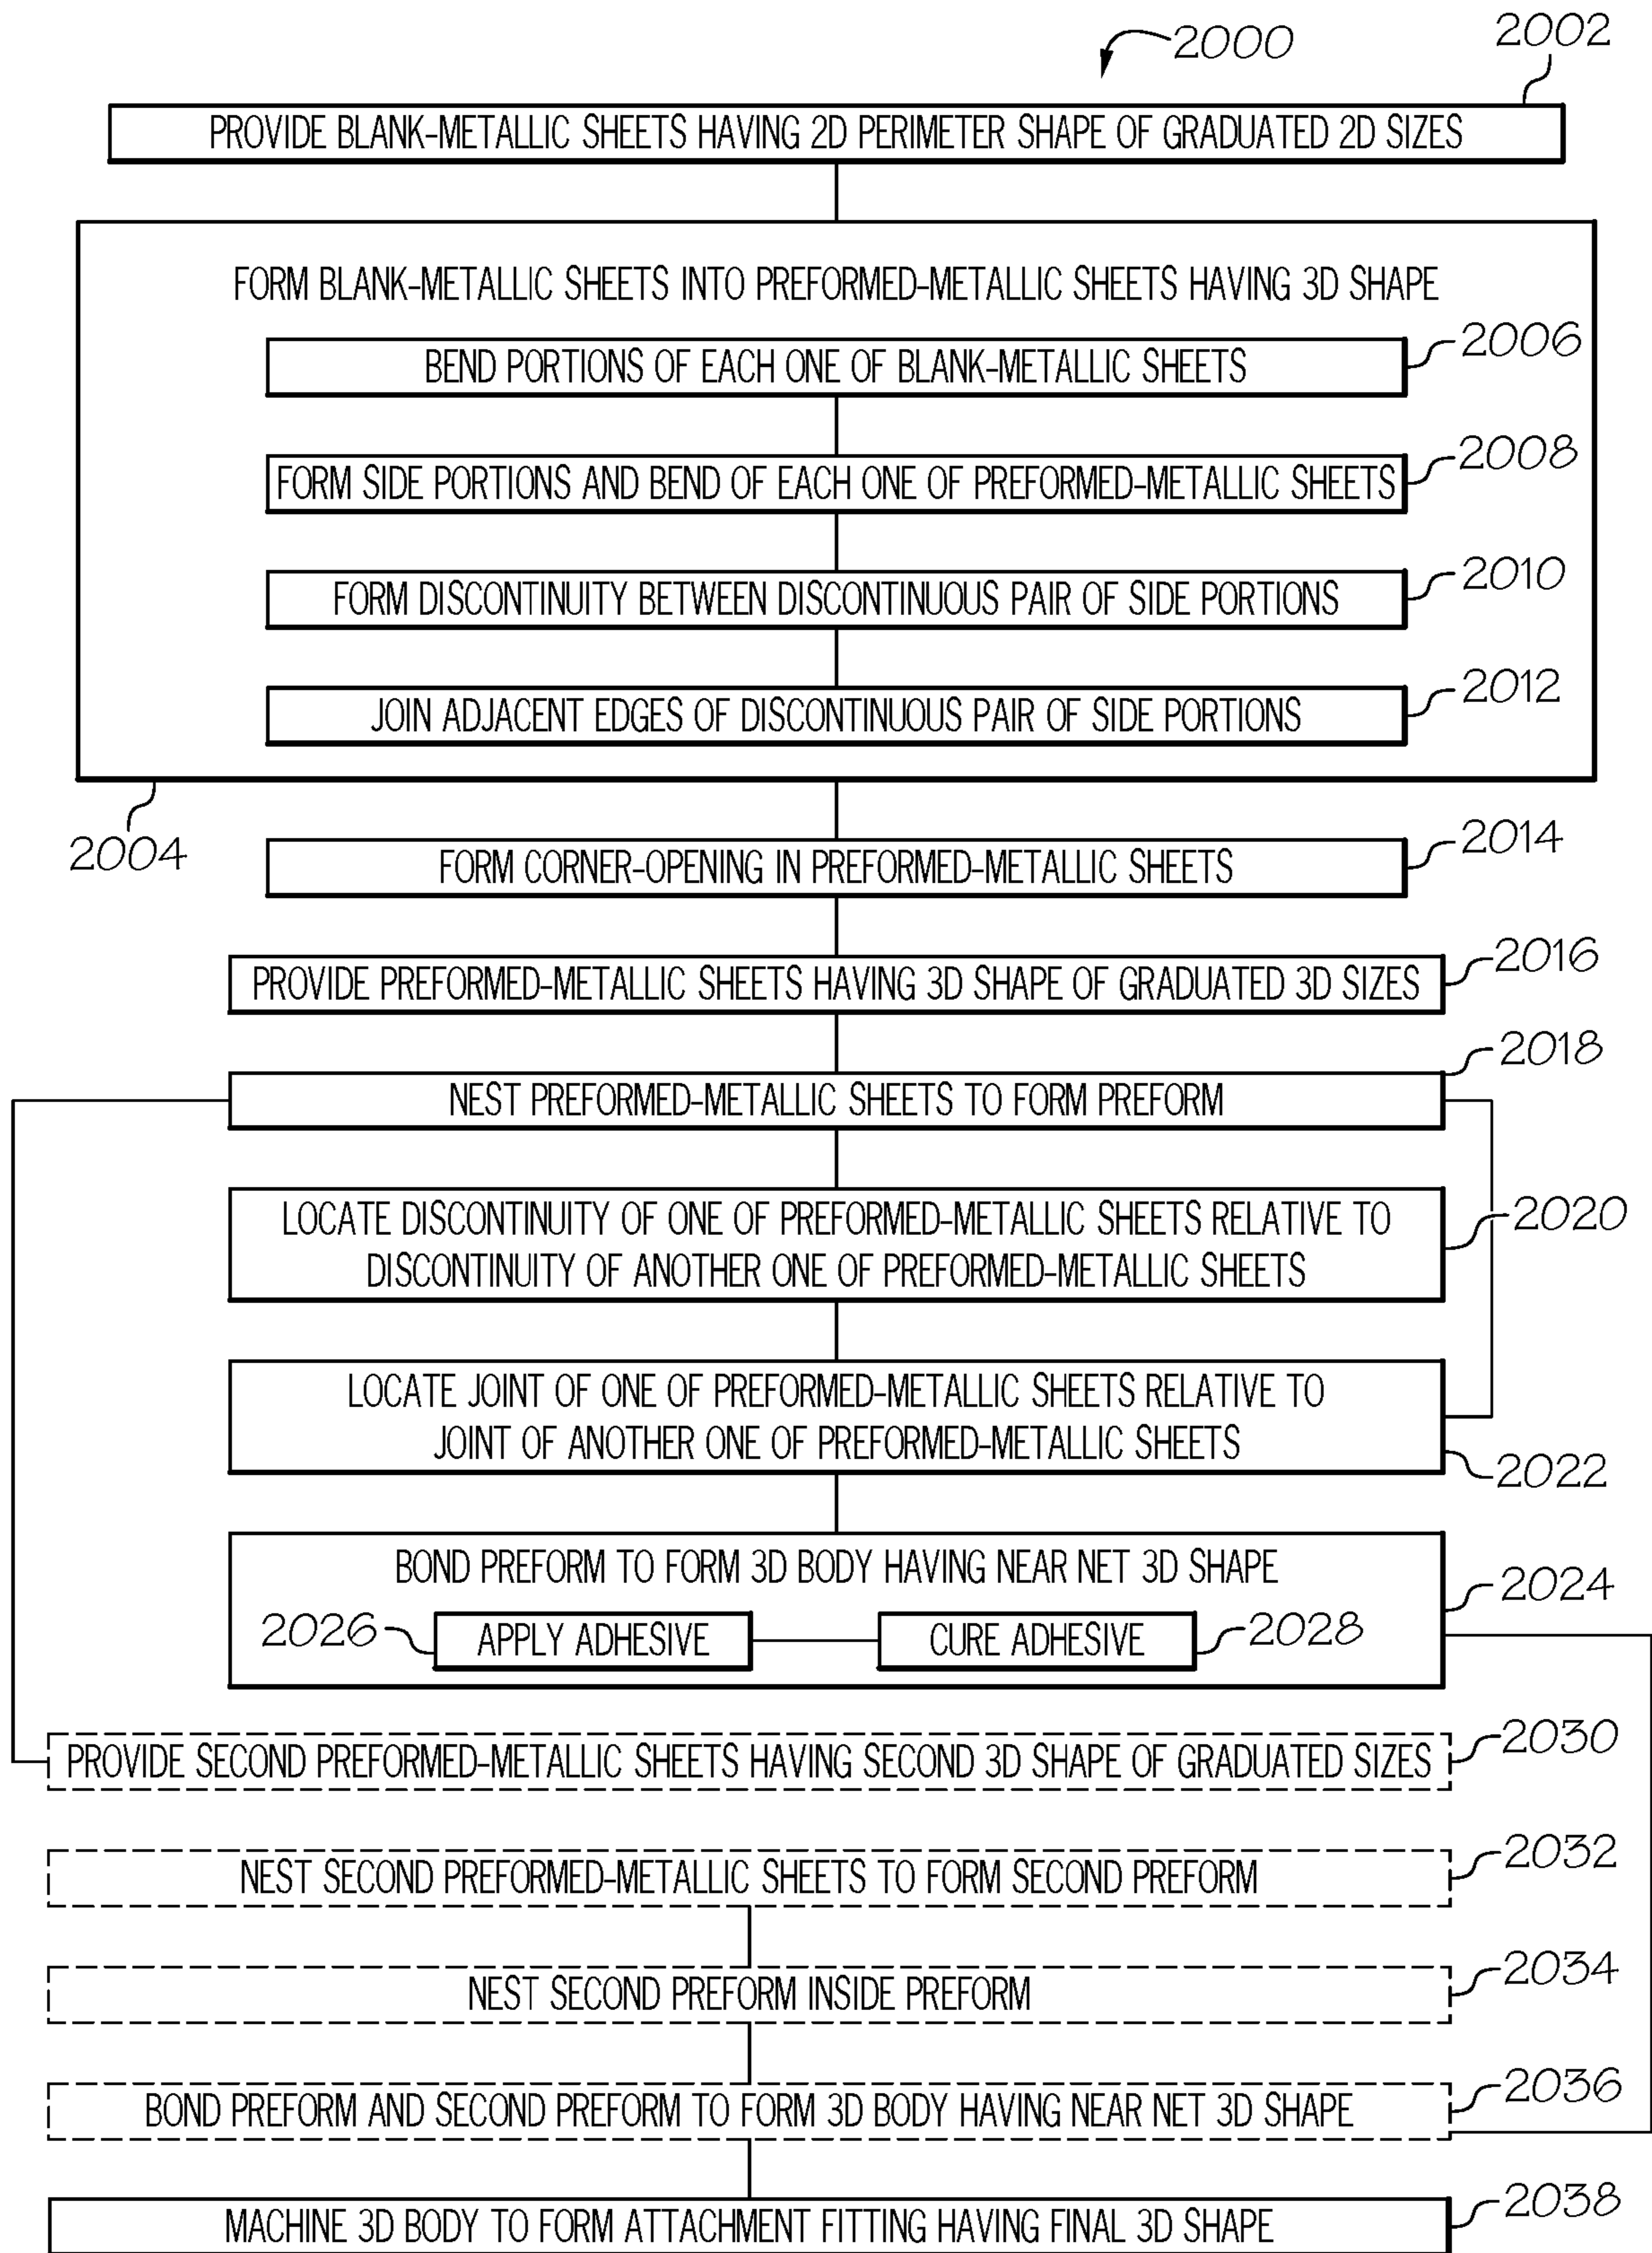 2000
2002
PROVIDE BLANK-METALLIC SHEETS HAVING 2D PERIMETER SHAPE OF GRADUATED 2D SIZES
FORM BLANK-METALLIC SHEETS INTO PREFORMED-METALLIC SHEETS HAVING 3D SHAPE
BEND PORTIONS OF EACH ONE OF BLANK-METALLIC SHEETS
2006
FORM SIDE PORTIONS AND BEND OF EACH ONE OF PREFORMED-METALLIC SHEETS
2008
FORM DISCONTINUITY BETWEEN DISCONTINUOUS PAIR OF SIDE PORTIONS
2010
JOIN ADJACENT EDGES OF DISCONTINUOUS PAIR OF SIDE PORTIONS
2012
2004
FORM CORNER-OPENING IN PREFORMED-METALLIC SHEETS
2014
PROVIDE PREFORMED-METALLIC SHEETS HAVING 3D SHAPE OF GRADUATED 3D SIZES
2016
NEST PREFORMED-METALLIC SHEETS TO FORM PREFORM
2018
LOCATE DISCONTINUITY OF ONE OF PREFORMED-METALLIC SHEETS RELATIVE TO
DISCONTINUITY OF ANOTHER ONE OF PREFORMED-METALLIC SHEETS
2020
LOCATE JOINT OF ONE OF PREFORMED-METALLIC SHEETS RELATIVE TO
JOINT OF ANOTHER ONE OF PREFORMED-METALLIC SHEETS
2022
BOND PREFORM TO FORM 3D BODY HAVING NEAR NET 3D SHAPE
2024
2026
APPLY ADHESIVE
CURE ADHESIVE
2028
PROVIDE SECOND PREFORMED-METALLIC SHEETS HAVING SECOND 3D SHAPE OF GRADUATED SIZES
2030
NEST SECOND PREFORMED-METALLIC SHEETS TO FORM SECOND PREFORM
2032
NEST SECOND PREFORM INSIDE PREFORM
2034
BOND PREFORM AND SECOND PREFORM TO FORM 3D BODY HAVING NEAR NET 3D SHAPE
2036
MACHINE 3D BODY TO FORM ATTACHMENT FITTING HAVING FINAL 3D SHAPE
2038